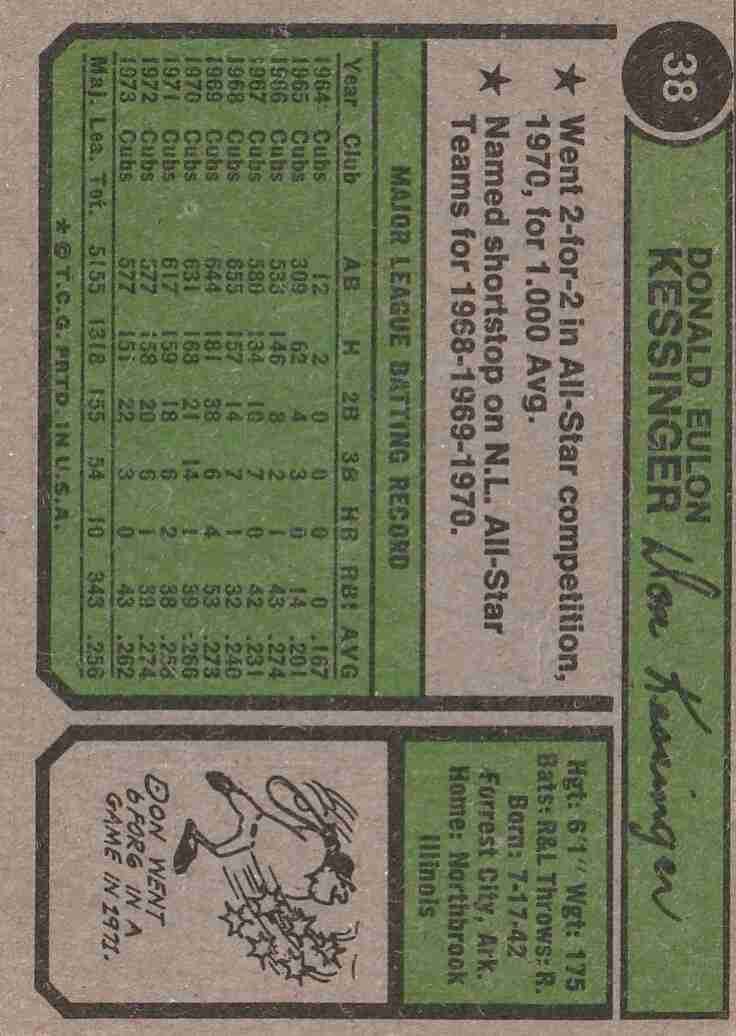 38
DONALD EULON
KESSINGER Don Kessinger
★ Went 2-for-2 in All-Star competition,
1970, for 1.000 Avg.
★ Named shortstop on N.L. All-Star
Teams for 1968-1969-1970.
MAJOR LEAGUE BATTING RECORD
Year Club AB H 2B 3B HR RBI AVG
1964 Cubs 12 2 0 0 0 0 .167
1965 Cubs 309 62 4 3 0 14 .201
1966 Cubs 533 146 8 2 1 43 .274
1967 Cubs 580 134 10 7 0 42 .231
1968 Cubs 655 157 14 7 1 32 .240
1969 Cubs 644 181 38 6 4 53 .273
1970 Cubs 631 168 21 14 1 39 .266
1971 Cubs 617 159 18 6 2 38 .258
1972 Cubs 577 158 20 6 1 39 .274
1973 Cubs 577 151 22 3 0 43 .262
Maj. Lea. Tot. 5155 1318 155 54 10 343 .256
* © T.C.G. PRTD. IN U.S.A.
Hgt: 6'1" Wgt: 175
Bats: R&L Throws: R.
Born: 7-17-42
Forrest City, Ark.
Home: Northbrook
Illinois
DON WENT
6 FOR 6 IN A
GAME IN 1971.